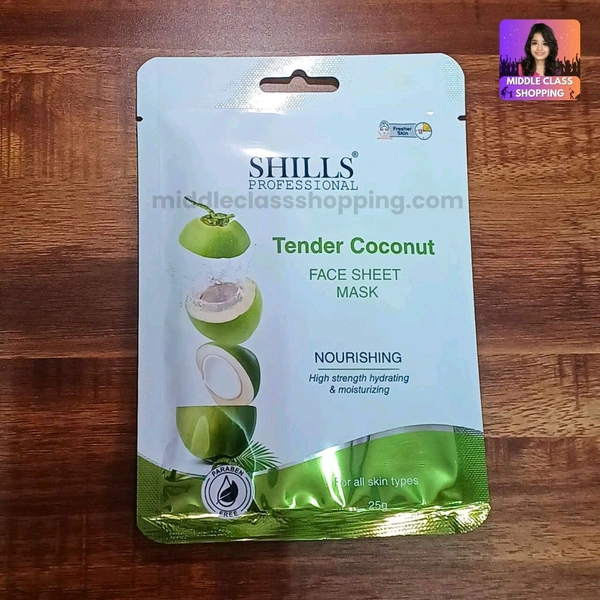 MIDDLE CLASS
SHOPPING
Fresher
Skin
SHILLS®
PROFESSIONAL
middleclassshopping.com
Tender Coconut
FACE SHEET
MASK
NOURISHING
High strength hydrating
& moisturizing
PARABEN
FREE
For all skin types
25g